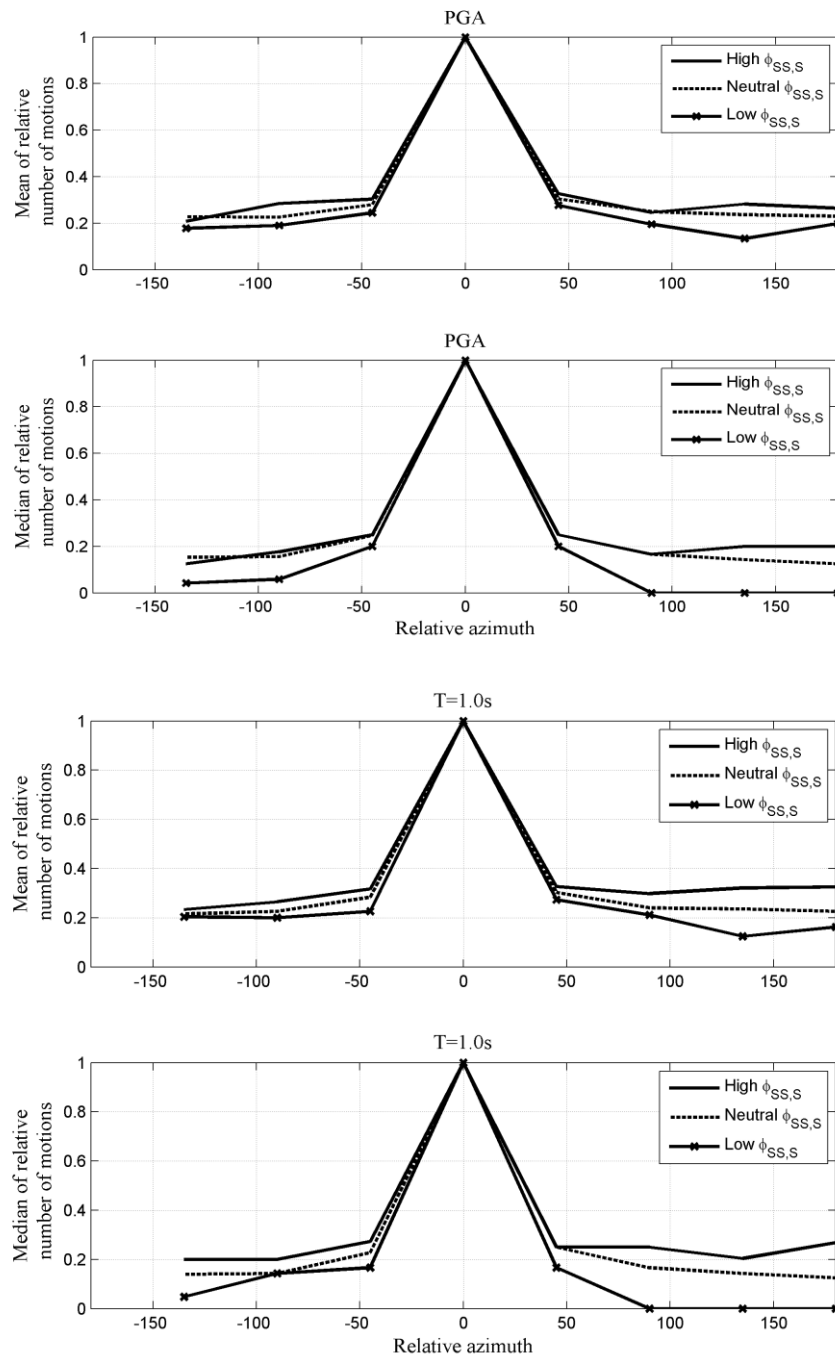 PGA
Mean of relative
number of motions
1
0.8
0.6
0.4
0.2
0
-150 -100 -50 0 50 100 150
High ϕSS,S
Neutral ϕSS,S
Low ϕSS,S
PGA
Median of relative
number of motions
1
0.8
0.6
0.4
0.2
0
-150 -100 -50 0 50 100 150
Relative azimuth
High ϕSS,S
Neutral ϕSS,S
Low ϕSS,S
T=1.0s
Mean of relative
number of motions
1
0.8
0.6
0.4
0.2
0
-150 -100 -50 0 50 100 150
High ϕSS,S
Neutral ϕSS,S
Low ϕSS,S
T=1.0s
Median of relative
number of motions
1
0.8
0.6
0.4
0.2
0
-150 -100 -50 0 50 100 150
Relative azimuth
High ϕSS,S
Neutral ϕSS,S
Low ϕSS,S